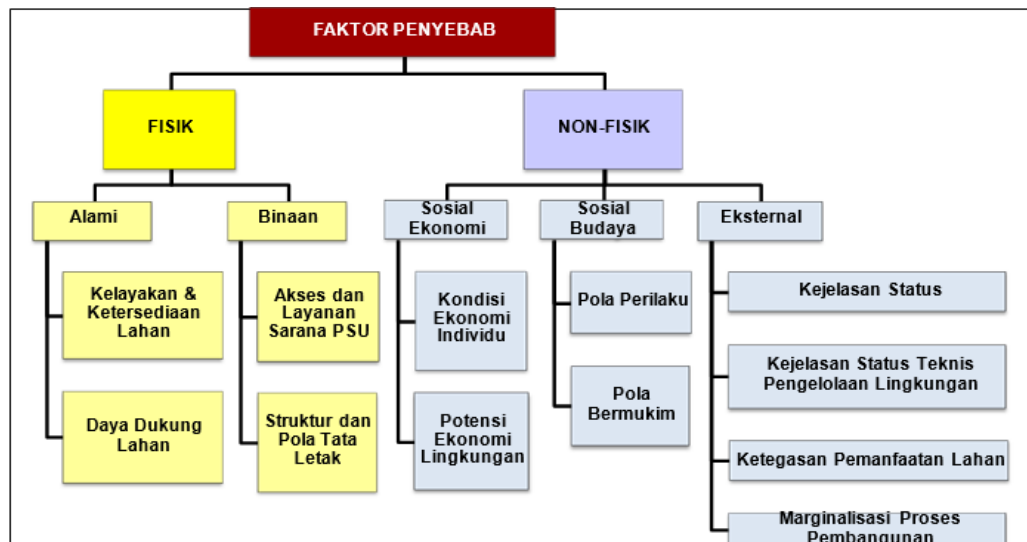 FAKTOR PENYEBAB
FISIK
NON-FISIK
Alami
Binaan
Sosial
Ekonomi
Sosial
Budaya
Eksternal
Kelayakan &
Ketersediaan
Lahan
Daya Dukung
Lahan
Akses dan
Layanan
Sarana PSU
Struktur dan
Pola Tata
Letak
Kondisi
Ekonomi
Individu
Potensi
Ekonomi
Lingkungan
Pola Perilaku
Pola
Bermukim
Kejelasan Status
Kejelasan Status Teknis
Pengelolaan Lingkungan
Ketegasan Pemanfaatan Lahan
Marginalisasi Proses
Pembangunan